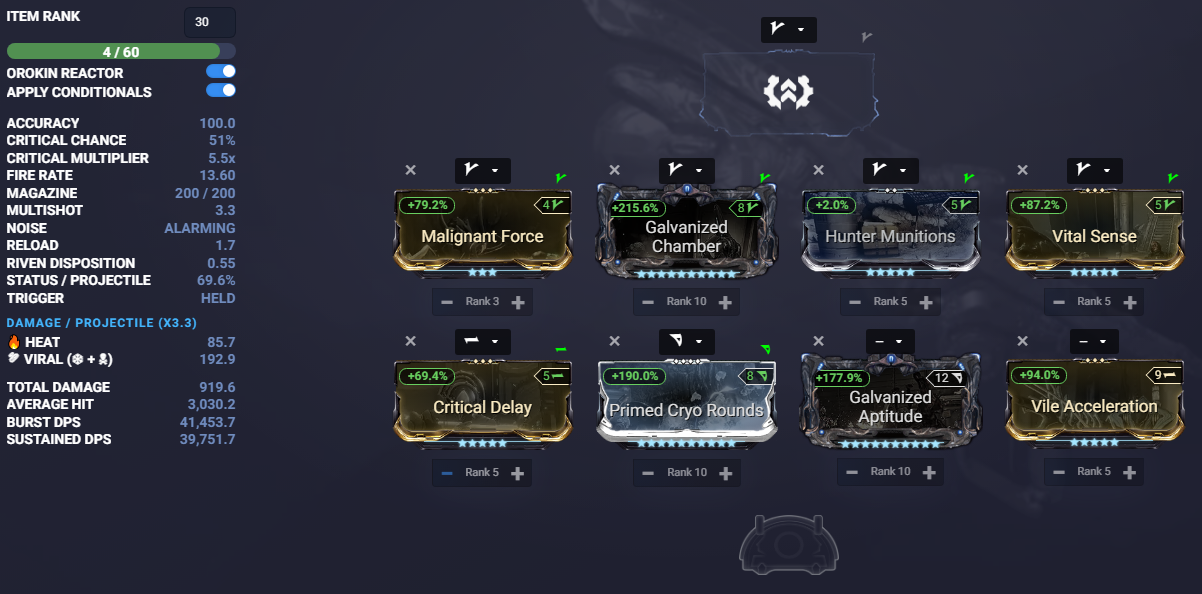 ITEM RANK 30
4 / 60
OROKIN REACTOR
APPLY CONDITIONALS
ACCURACY 100.0
CRITICAL CHANCE 51%
CRITICAL MULTIPLIER 5.5x
FIRE RATE 13.60
MAGAZINE 200 / 200
MULTISHOT 3.3
NOISE ALARMING
RELOAD 1.7
RIVEN DISPOSITION 0.55
STATUS / PROJECTILE 69.6%
TRIGGER HELD
DAMAGE / PROJECTILE (X3.3)
HEAT 85.7
VIRAL ( + ) 192.9
TOTAL DAMAGE 919.6
AVERAGE HIT 3,030.2
BURST DPS 41,453.7
SUSTAINED DPS 39,751.7
+79.2% 4
Malignant Force
Rank 3
+215.6% 8
Galvanized
Chamber
Rank 10
+2.0% 5
Hunter Munitions
Rank 5
+87.2% 5
Vital Sense
Rank 5
+69.4% 5
Critical Delay
Rank 5
+190.0% 8
Primed Cryo Rounds
Rank 10
+177.9% 12
Galvanized
Aptitude
Rank 10
+94.0% 9
Vile Acceleration
Rank 5